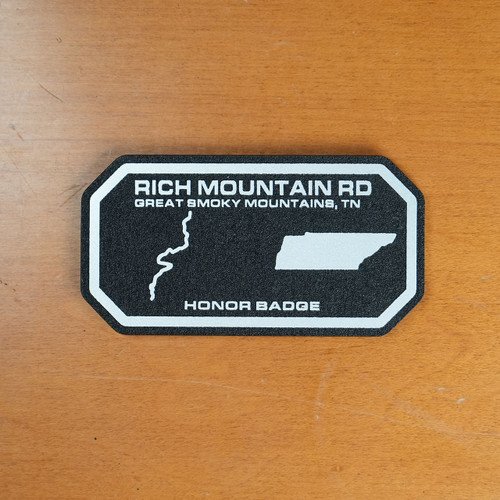 RICH MOUNTAIN RD
GREAT SMOKY MOUNTAINS, TN
HONOR BADGE